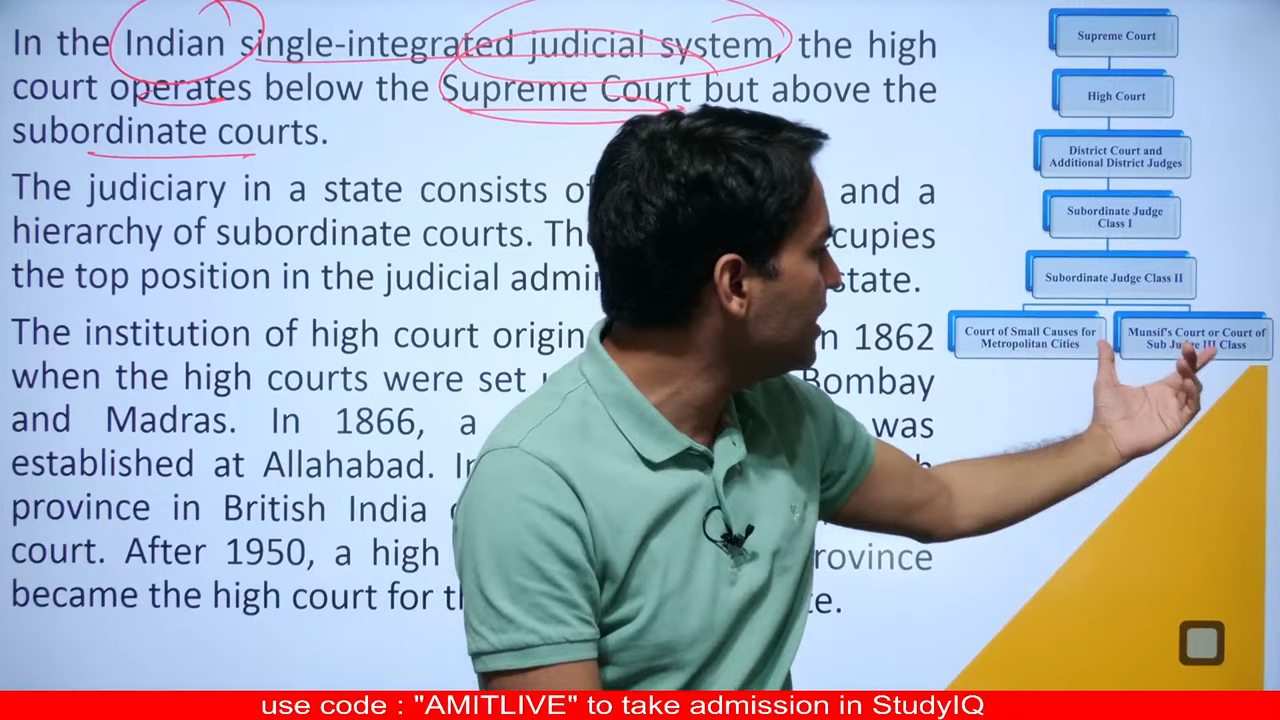 In the Indian single-integrated judicial system, the high
court operates below the Supreme Court but above the
subordinate courts.
The judiciary in a state consists of and a
hierarchy of subordinate courts.
the top position in the judicial state.
The institution of high court 1862
when the high courts were set Bombay
and Madras. In 1866, a was
established at Allahabad.
province in British India
court. After 1950, a high
became the high court for
Supreme Court
High Court
District Court and
Additional District Judges
Subordinate Judge
Class I
Subordinate Judge Class II
Court of Small Causes for
Metropolitan Cities
Munsif's Court or Court of
Sub Judge III Class
use code : "AMITLIVE" to take admission in StudyIQ